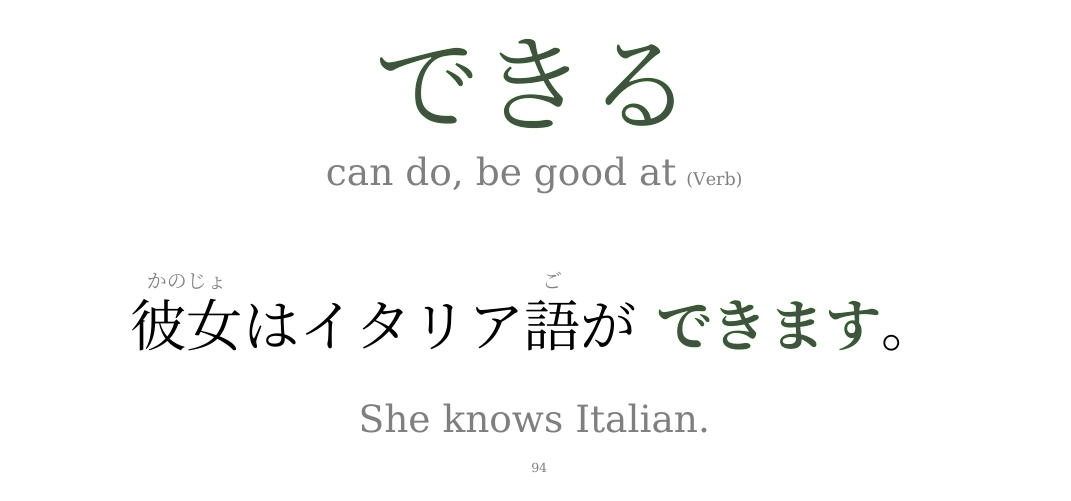 できる
can do, be good at (Verb)
かのじょ ご
彼女はイタリア語が できます。
She knows Italian.
94